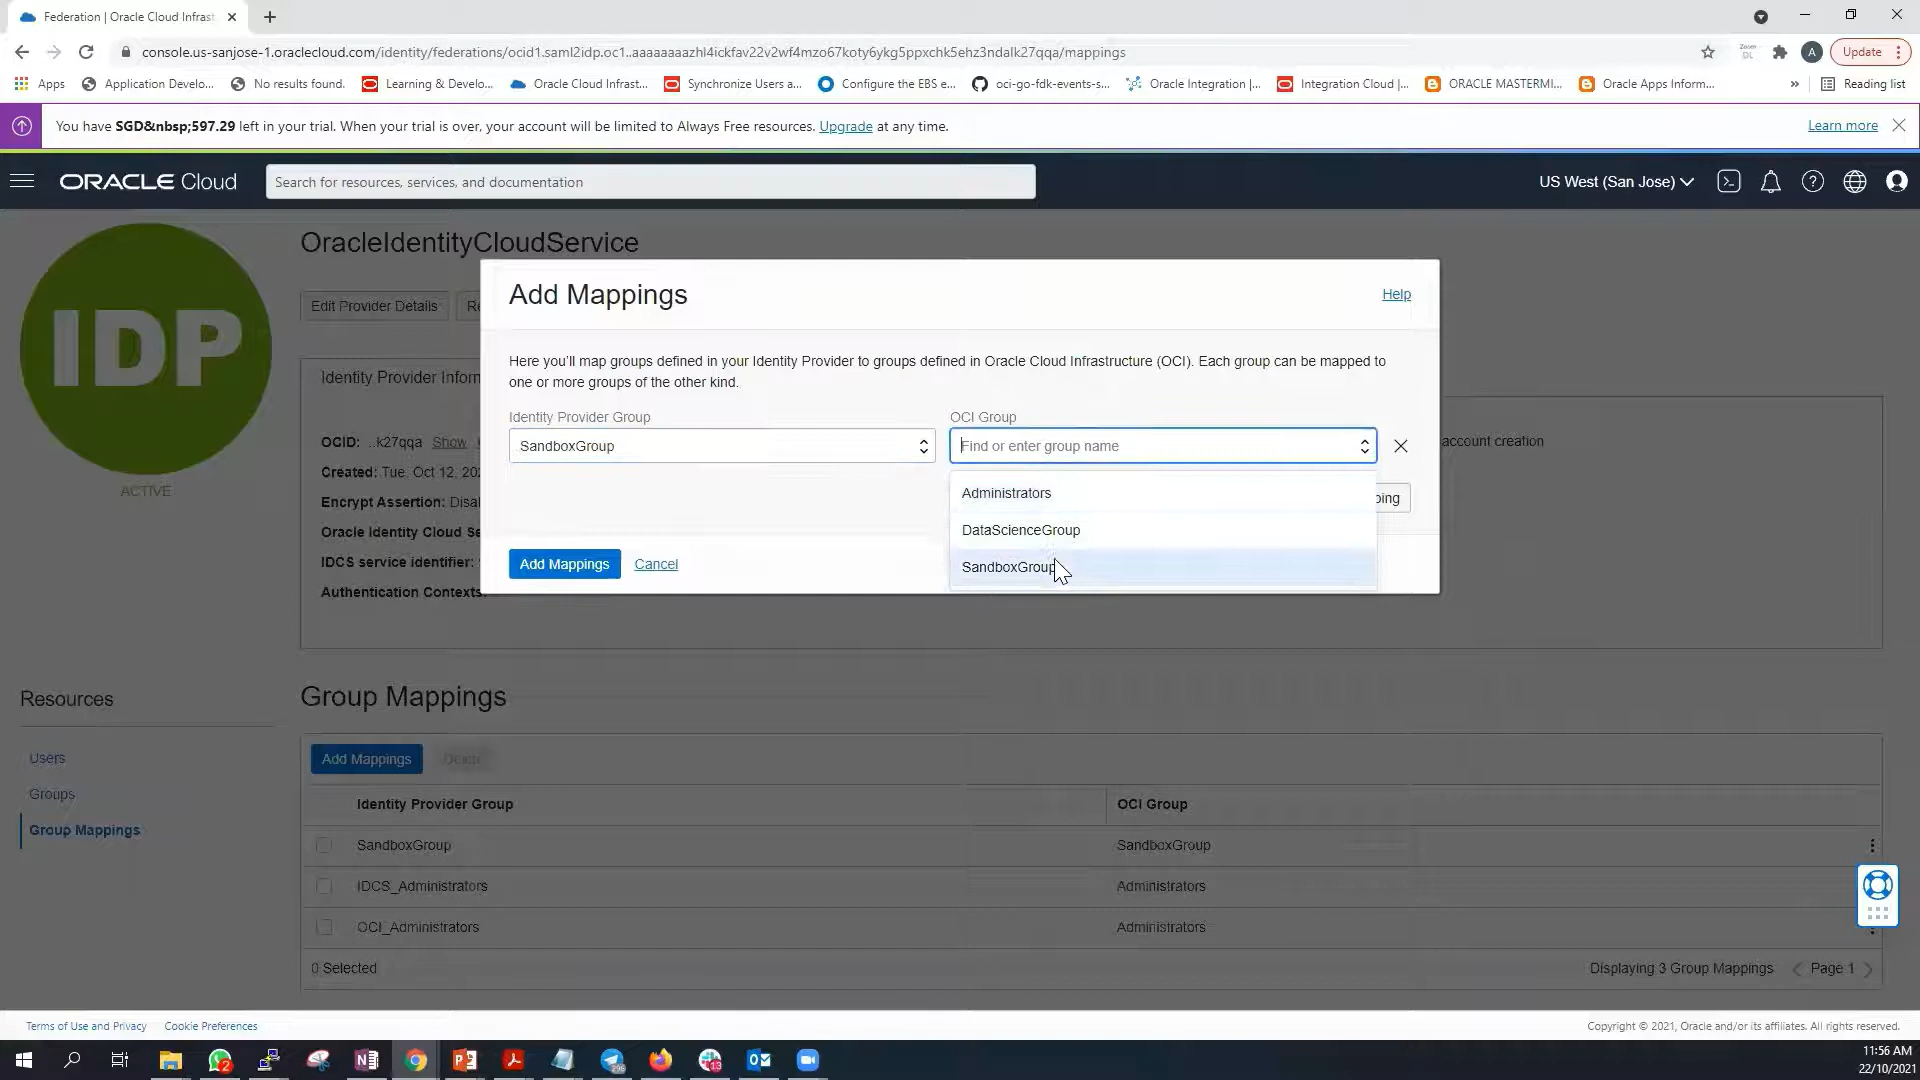 Federation | Oracle Cloud Infrast
console.us-sanjose-1.oraclecloud.com/identity/federations/ocid1.saml2idp.oc1..aaaaaaaazhl4ickfav22v2wf4mzo67koty6ykg5ppxchk5ehz3ndalk27qqa/mappings
A
Update
Apps
Application Develo...
No results found.
Learning & Develo...
Oracle Cloud Infrast...
Synchronize Users a...
Configure the EBS e...
oci-go-fdk-events-s...
Oracle Integration |...
Integration Cloud |...
ORACLE MASTERMI...
Oracle Apps Inform...
»
Reading list
You have SGD&nbsp;597.29 left in your trial. When your trial is over, your account will be limited to Always Free resources. Upgrade at any time.
Learn more
ORACLE Cloud
Search for resources, services, and documentation
US West (San Jose)
IDP
ACTIVE
OracleIdentityCloudService
Edit Provider Details
Re
Identity Provider Inforn
OCID: ..k27qqa Show
account creation
Created: Tue, Oct 12, 202
Encrypt Assertion: Disal
Oracle Identity Cloud Se
IDCS service identifier:
Authentication Contexts:
Add Mappings
Help
Here you'll map groups defined in your Identity Provider to groups defined in Oracle Cloud Infrastructure (OCI). Each group can be mapped to
one or more groups of the other kind.
Identity Provider Group
OCI Group
SandboxGroup
Find or enter group name
Administrators
DataScienceGroup
SandboxGroup
ping
Add Mappings
Cancel
Resources
Users
Groups
Group Mappings
Group Mappings
Add Mappings
Delete
Identity Provider Group
OCI Group
SandboxGroup
SandboxGroup
IDCS_Administrators
Administrators
OCI_Administrators
Administrators
0 Selected
Displaying 3 Group Mappings
Page 1
Terms of Use and Privacy
Cookie Preferences
Copyright © 2021, Oracle and/or its affiliates. All rights reserved.
11:56 AM
22/10/2021